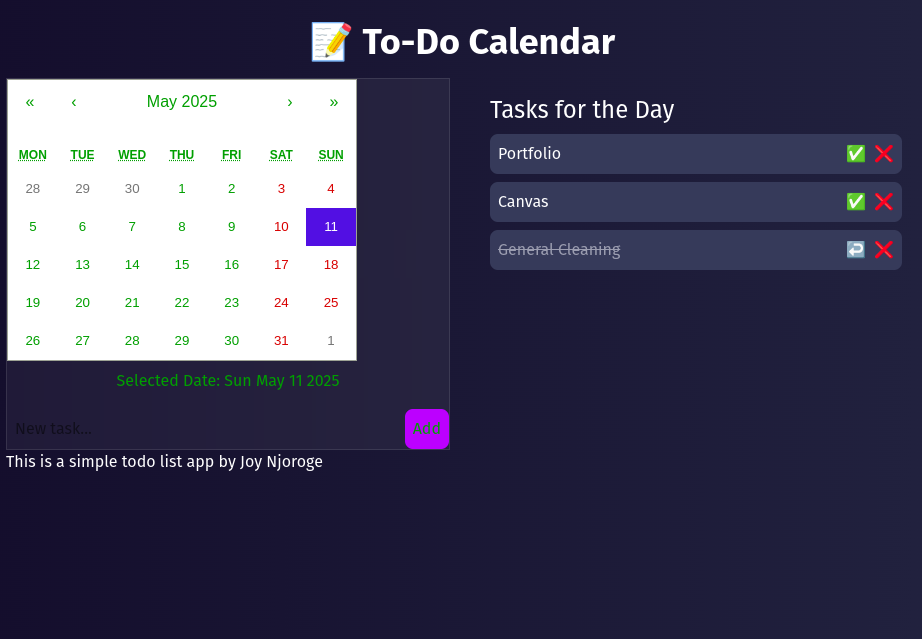 📝 To-Do Calendar
« ‹ May 2025 › »
MON TUE WED THU FRI SAT SUN
28 29 30 1 2 3 4
5 6 7 8 9 10 11
12 13 14 15 16 17 18
19 20 21 22 23 24 25
26 27 28 29 30 31 1
Selected Date: Sun May 11 2025
New task... Add
This is a simple todo list app by Joy Njoroge
Tasks for the Day
Portfolio ✅ ❌
Canvas ✅ ❌
General Cleaning ↩️ ❌